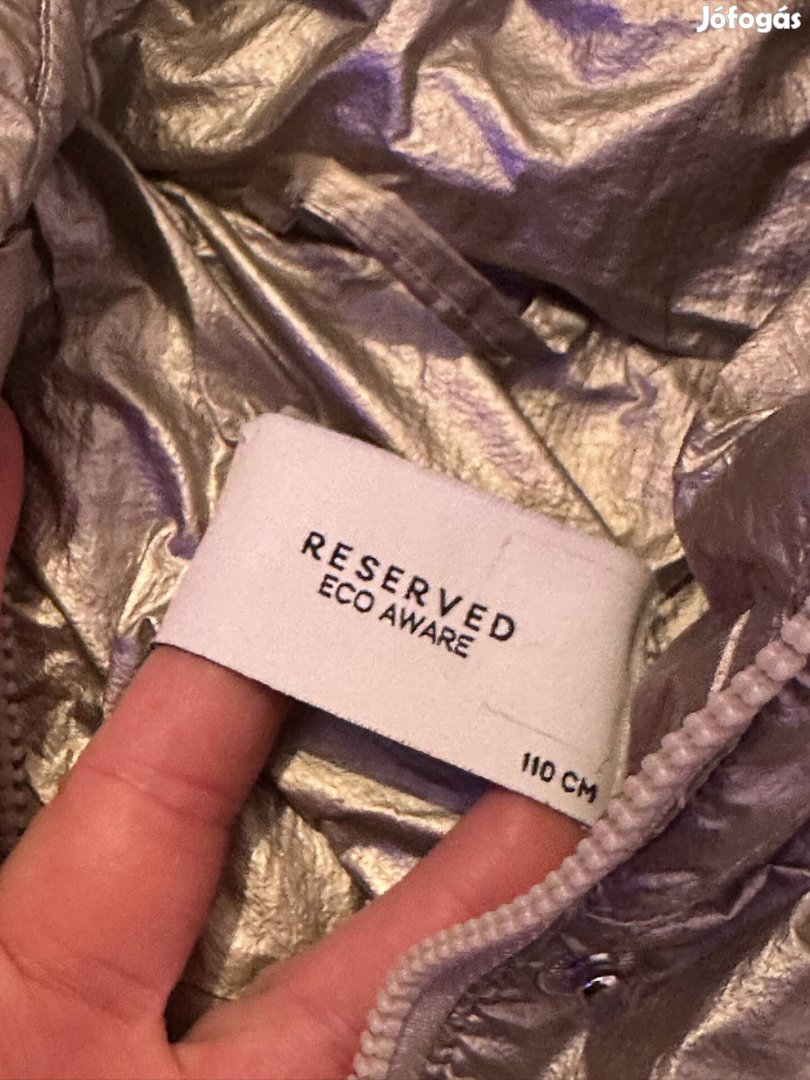 Jófogás
RESERVED
ECO AWARE
110 CM